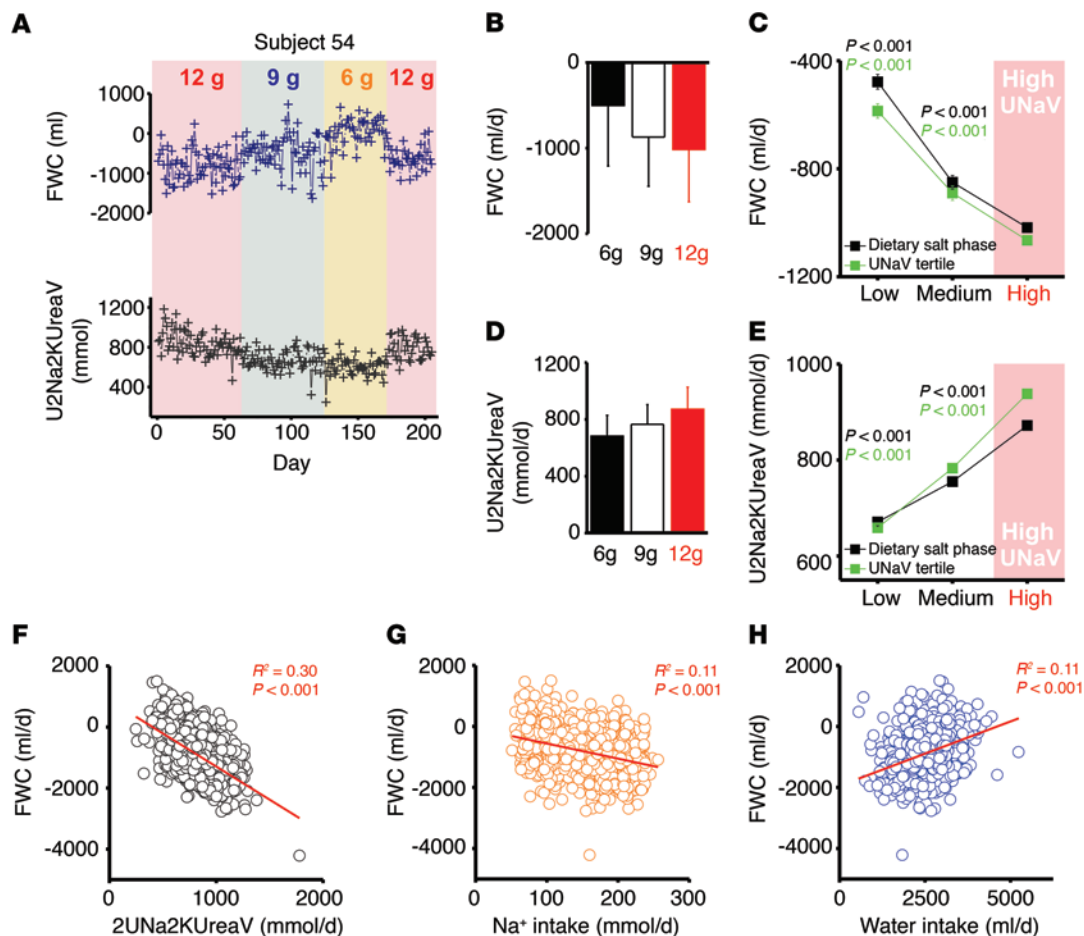 A
Subject 54
12 g
9 g
6 g
12 g
FWC (ml)
1000
0
-1000
-2000
U2Na2KUreaV
(mmol)
1200
800
400
0
50
100
150
200
Day
B
FWC (ml/d)
0
-1000
-2000
6g
9g
12g
C
FWC (ml/d)
-400
-800
-1200
P < 0.001
P < 0.001
P < 0.001
P < 0.001
High
UNaV
Dietary salt phase
UNaV tertile
Low
Medium
High
D
U2Na2KUreaV
(mmol/d)
1200
800
400
0
6g
9g
12g
E
U2Na2KUreaV (mmol/d)
1000
800
600
P < 0.001
P < 0.001
P < 0.001
P < 0.001
High
UNaV
Dietary salt phase
UNaV tertile
Low
Medium
High
F
FWC (ml/d)
2000
0
-2000
-4000
R² = 0.30
P < 0.001
0
1000
2000
2UNa2KUreaV (mmol/d)
G
FWC (ml/d)
2000
0
-2000
-4000
R² = 0.11
P < 0.001
0
100
200
300
Na⁺ intake (mmol/d)
H
FWC (ml/d)
2000
0
-2000
-4000
R² = 0.11
P < 0.001
0
2500
5000
Water intake (ml/d)